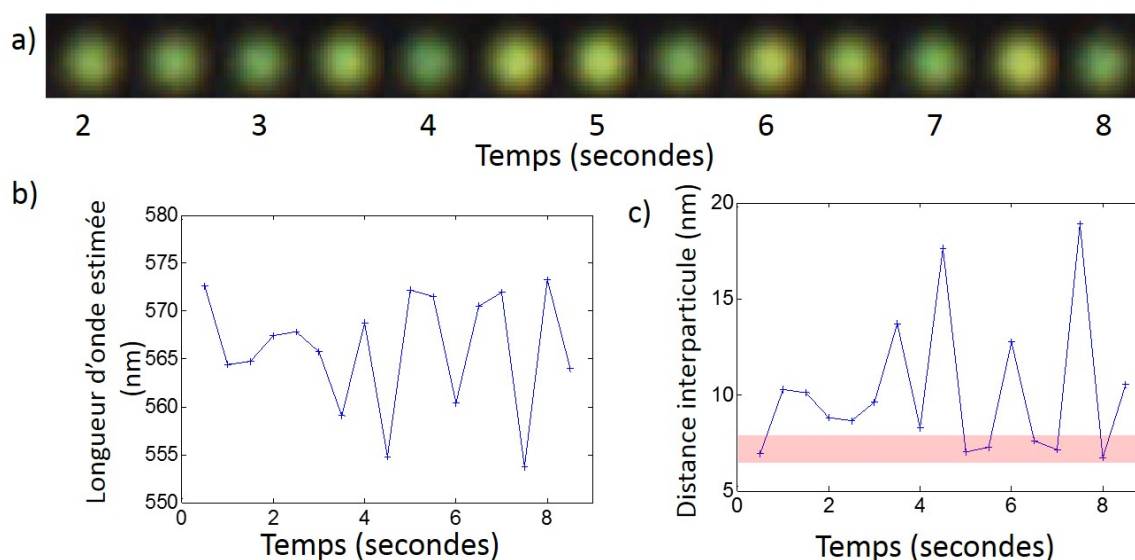 a)
2 3 4 5 6 7 8
Temps (secondes)
b)
Longueur d'onde estimée
(nm)
580
575
570
565
560
555
550
0 2 4 6 8
Temps (secondes)
c)
Distance interparticule (nm)
20
15
10
5
0 2 4 6 8
Temps (secondes)